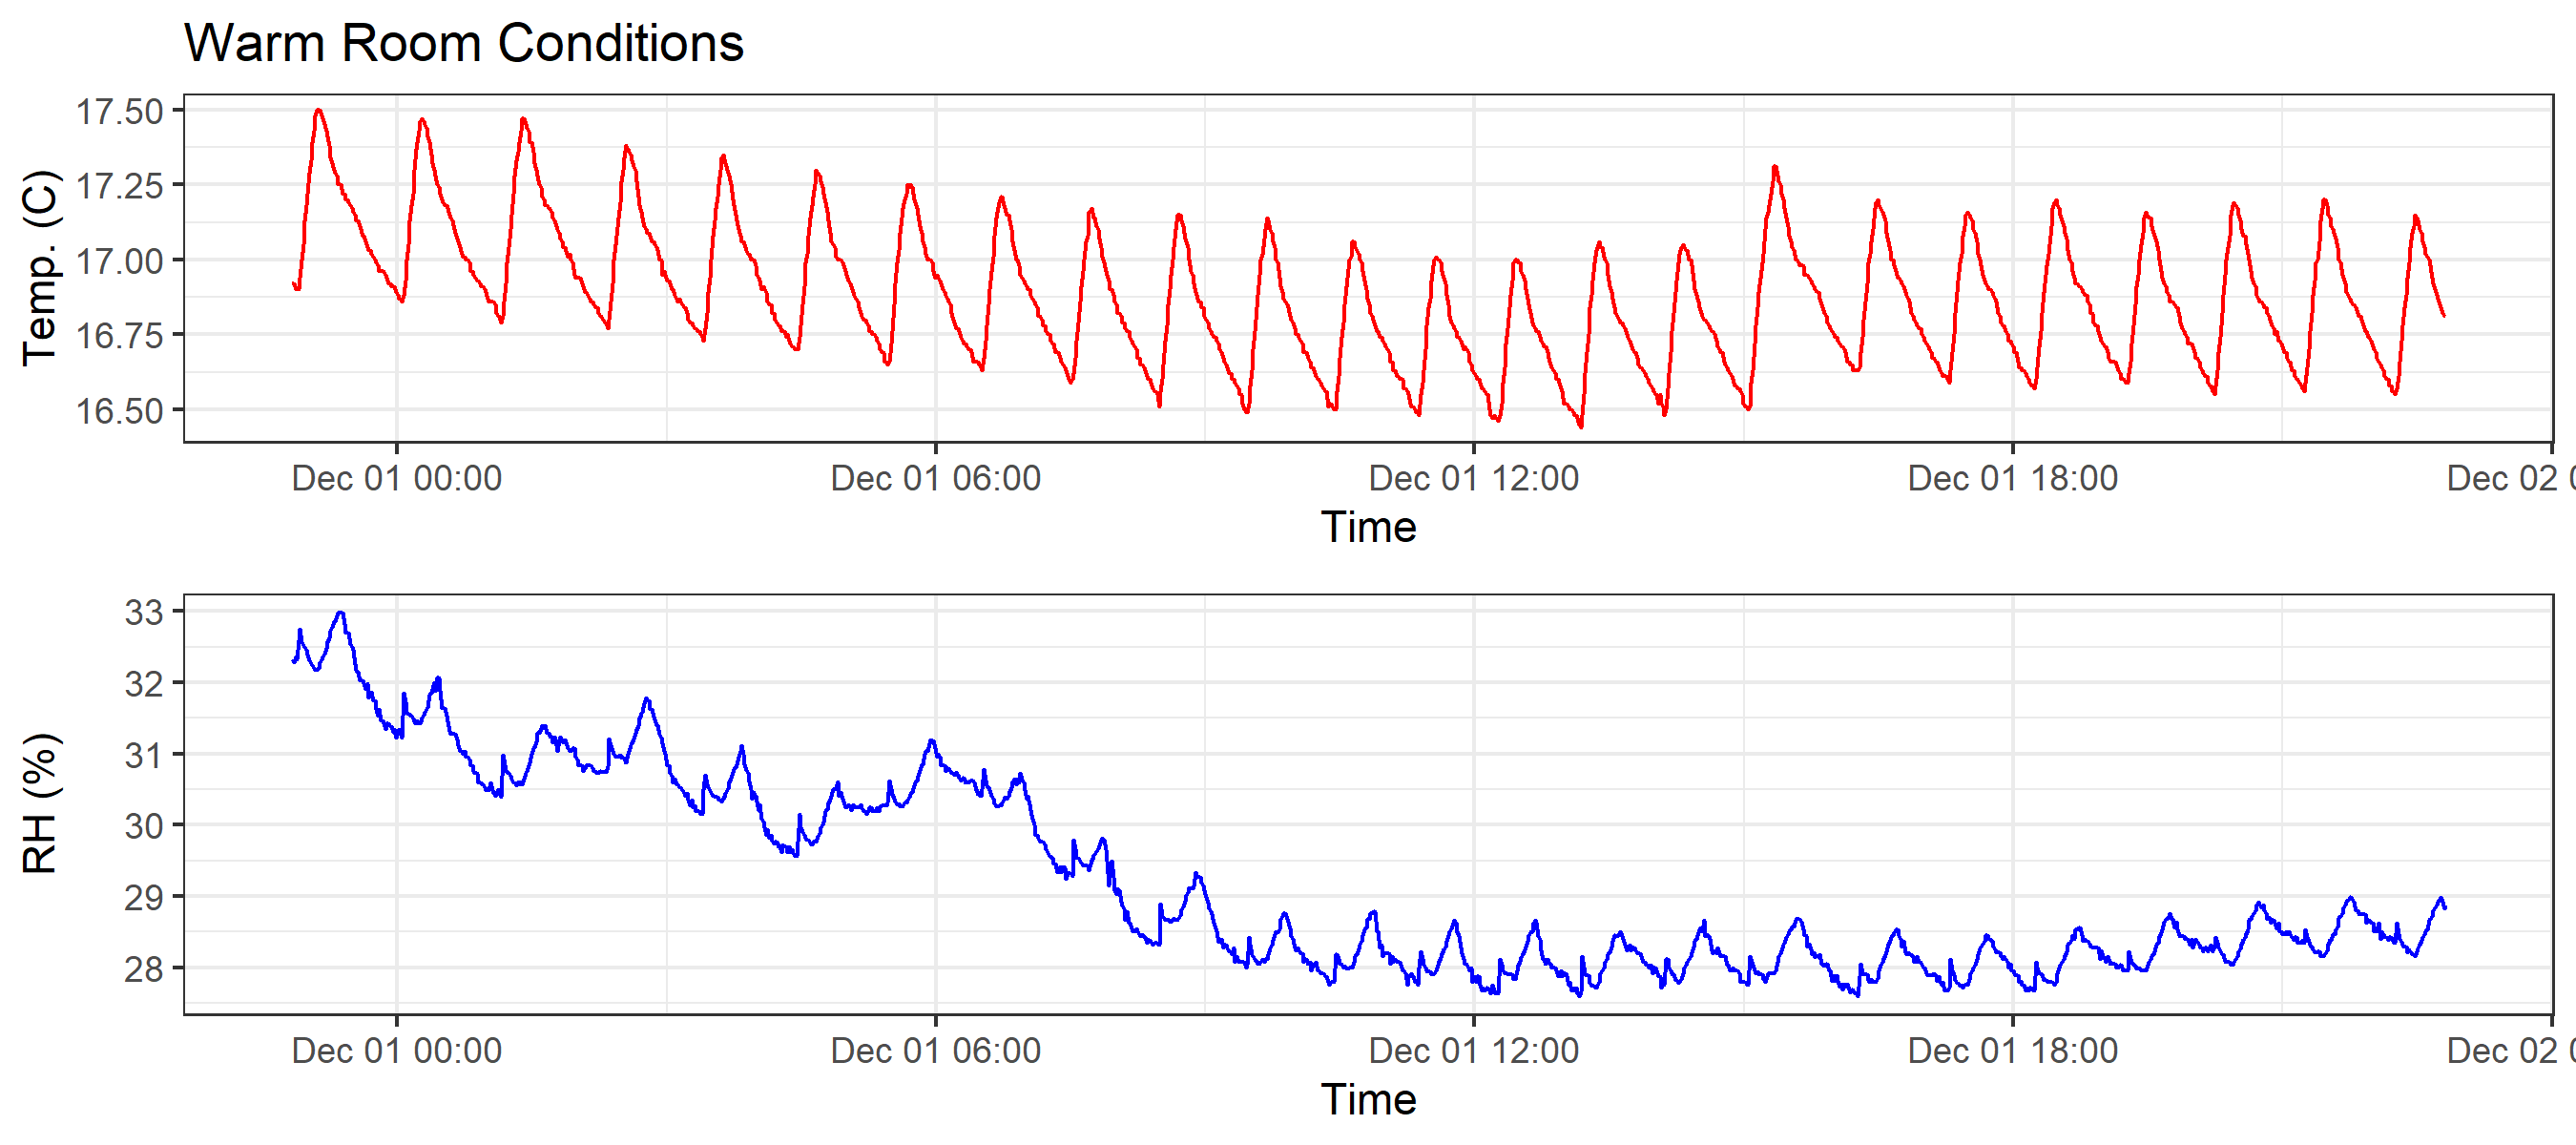 Warm Room Conditions
Temp. (C)
17.50
17.25
17.00
16.75
16.50
Dec 01 00:00 Dec 01 06:00 Dec 01 12:00 Dec 01 18:00 Dec 02 0
Time
RH (%)
33
32
31
30
29
28
Dec 01 00:00 Dec 01 06:00 Dec 01 12:00 Dec 01 18:00 Dec 02 0
Time